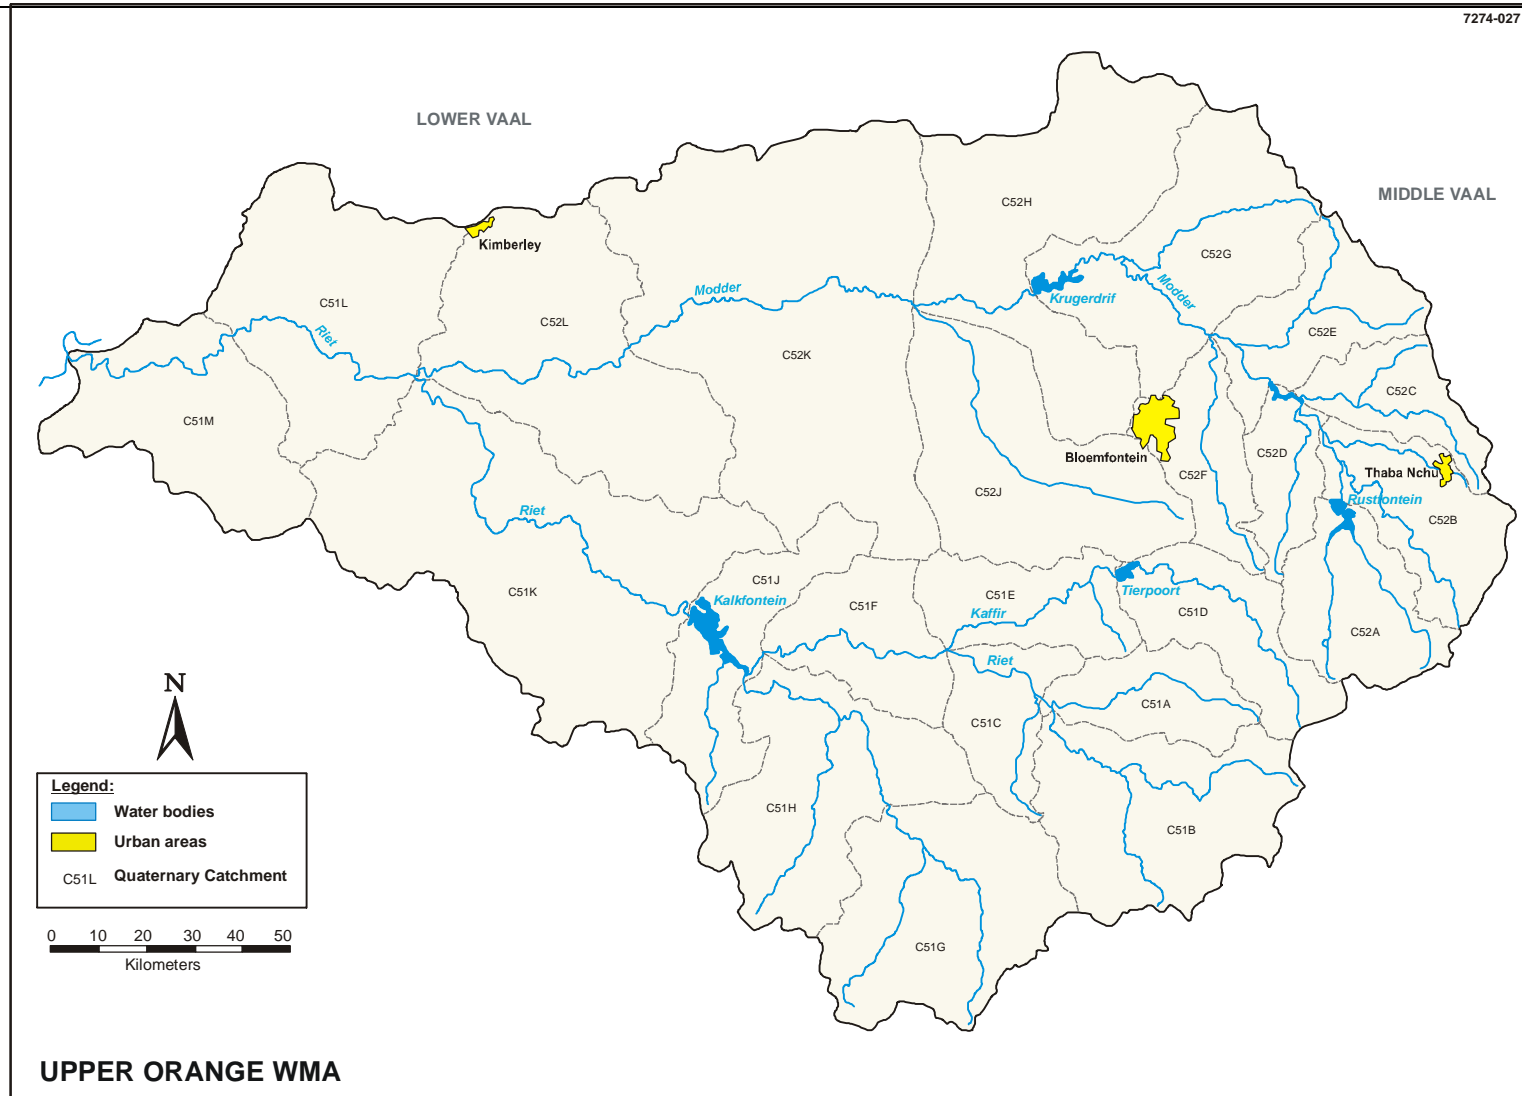 7274-027
LOWER VAAL
MIDDLE VAAL
C52H
Kimberley
C52G
Modder
Krugerdrif
Modder
C51L
Riet
C52L
C52E
C52K
C52C
C51M
Bloemfontein
C52D
Thaba Nchu
C52F
Rustfontein
C52J
C52B
Riet
C51J
C51K
Kalkfontein
C51F
C51E
Kaffir
Tierpoort
C51D
C52A
Riet
C51A
C51C
N
Legend:
Water bodies
Urban areas
C51L Quaternary Catchment
C51H
C51B
0 10 20 30 40 50
Kilometers
C51G
UPPER ORANGE WMA